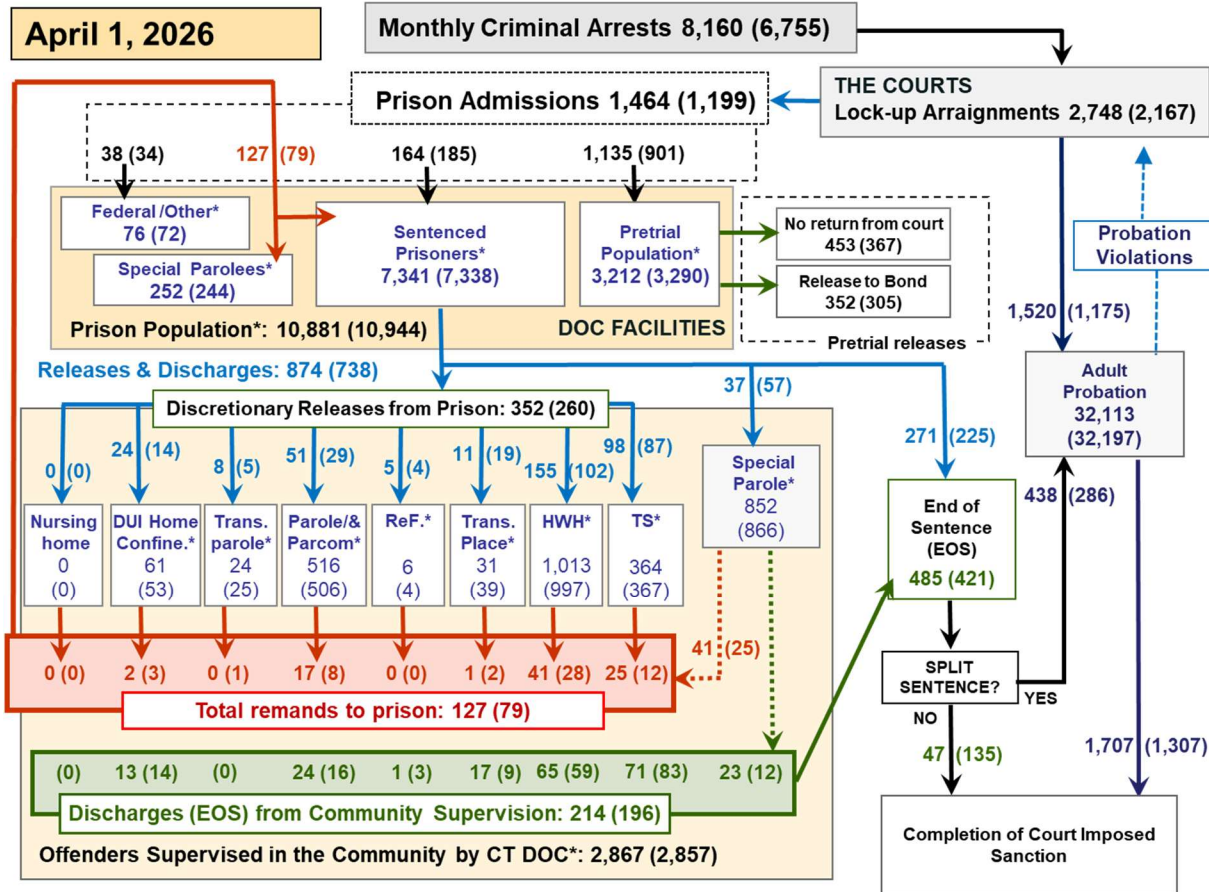 April 1, 2026
Monthly Criminal Arrests 8,160 (6,755)
THE COURTS
Lock-up Arraignments 2,748 (2,167)
Prison Admissions 1,464 (1,199)
38 (34)
127 (79)
164 (185)
1,135 (901)
Federal /Other*
76 (72)
Special Parolees*
252 (244)
Sentenced
Prisoners*
7,341 (7,338)
Pretrial
Population*
3,212 (3,290)
No return from court
453 (367)
Release to Bond
352 (305)
Pretrial releases
Probation
Violations
Prison Population*: 10,881 (10,944)
DOC FACILITIES
1,520 (1,175)
Releases & Discharges: 874 (738)
37 (57)
Adult
Probation
32,113
(32,197)
Discretionary Releases from Prison: 352 (260)
0 (0)
24 (14)
8 (5)
51 (29)
5 (4)
11 (19)
155 (102)
98 (87)
271 (225)
438 (286)
Nursing
home
0
(0)
DUI Home
Confine.*
61
(53)
Trans.
parole*
24
(25)
Parole/&
Parcom*
516
(506)
ReF.*
6
(4)
Trans.
Place*
31
(39)
HWH*
1,013
(997)
TS*
364
(367)
Special
Parole*
852
(866)
End of
Sentence
(EOS)
485 (421)
0 (0)
2 (3)
0 (1)
17 (8)
0 (0)
1 (2)
41 (28)
25 (12)
41 (25)
Total remands to prison: 127 (79)
SPLIT
SENTENCE?
YES
NO
47 (135)
1,707 (1,307)
(0)
13 (14)
(0)
24 (16)
1 (3)
17 (9)
65 (59)
71 (83)
23 (12)
Discharges (EOS) from Community Supervision: 214 (196)
Offenders Supervised in the Community by CT DOC*: 2,867 (2,857)
Completion of Court Imposed
Sanction